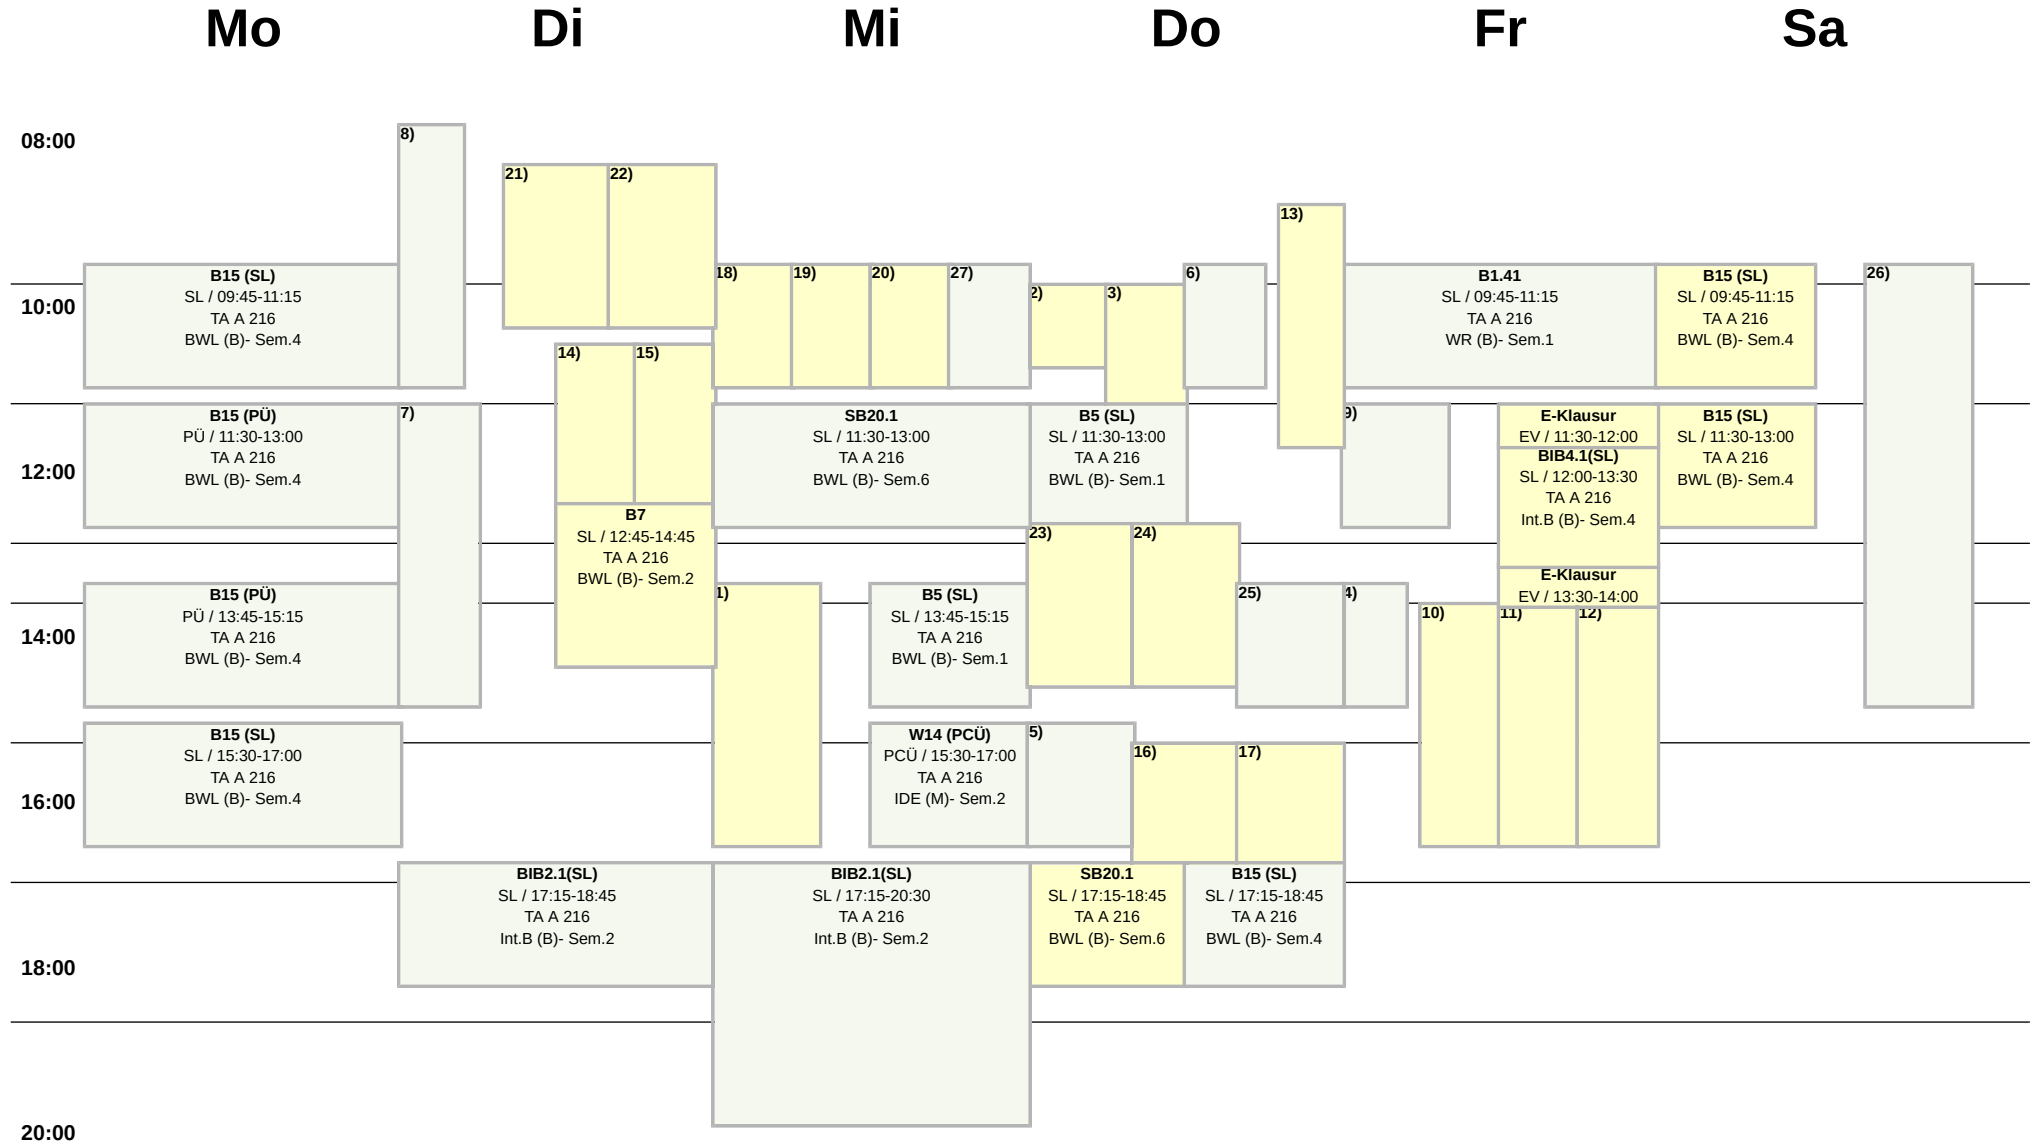 Mo
Di
Mi
Do
Fr
Sa
08:00
10:00
12:00
14:00
16:00
18:00
20:00
B15 (SL)
SL / 09:45-11:15
TA A 216
BWL (B)- Sem.4
B15 (PÜ)
PÜ / 11:30-13:00
TA A 216
BWL (B)- Sem.4
B15 (PÜ)
PÜ / 13:45-15:15
TA A 216
BWL (B)- Sem.4
B15 (SL)
SL / 15:30-17:00
TA A 216
BWL (B)- Sem.4
8)
7)
21)
22)
14)
15)
B7
SL / 12:45-14:45
TA A 216
BWL (B)- Sem.2
BIB2.1(SL)
SL / 17:15-18:45
TA A 216
Int.B (B)- Sem.2
18)
19)
20)
27)
SB20.1
SL / 11:30-13:00
TA A 216
BWL (B)- Sem.6
1)
B5 (SL)
SL / 13:45-15:15
TA A 216
BWL (B)- Sem.1
W14 (PCÜ)
PCÜ / 15:30-17:00
TA A 216
IDE (M)- Sem.2
BIB2.1(SL)
SL / 17:15-20:30
TA A 216
Int.B (B)- Sem.2
2)
3)
6)
13)
B5 (SL)
SL / 11:30-13:00
TA A 216
BWL (B)- Sem.1
23)
24)
25)
5)
16)
17)
SB20.1
SL / 17:15-18:45
TA A 216
BWL (B)- Sem.6
B15 (SL)
SL / 17:15-18:45
TA A 216
BWL (B)- Sem.4
B1.41
SL / 09:45-11:15
TA A 216
WR (B)- Sem.1
9)
E-Klausur
EV / 11:30-12:00
BIB4.1(SL)
SL / 12:00-13:30
TA A 216
Int.B (B)- Sem.4
E-Klausur
EV / 13:30-14:00
4)
10)
11)
12)
B15 (SL)
SL / 09:45-11:15
TA A 216
BWL (B)- Sem.4
B15 (SL)
SL / 11:30-13:00
TA A 216
BWL (B)- Sem.4
26)